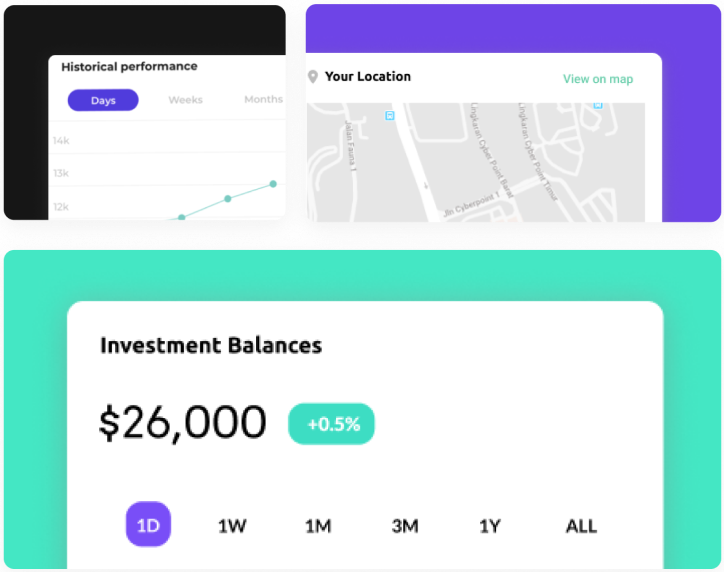 Historical performance
Days Weeks Months
14k
13k
12k
Your Location View on map
Jalan Fauna 1
Lingkaran Cyber Point Barat
Lingkaran Cyber Point Timur
Jln Cyberpoint 1
Investment Balances
$26,000 +0.5%
1D 1W 1M 3M 1Y ALL